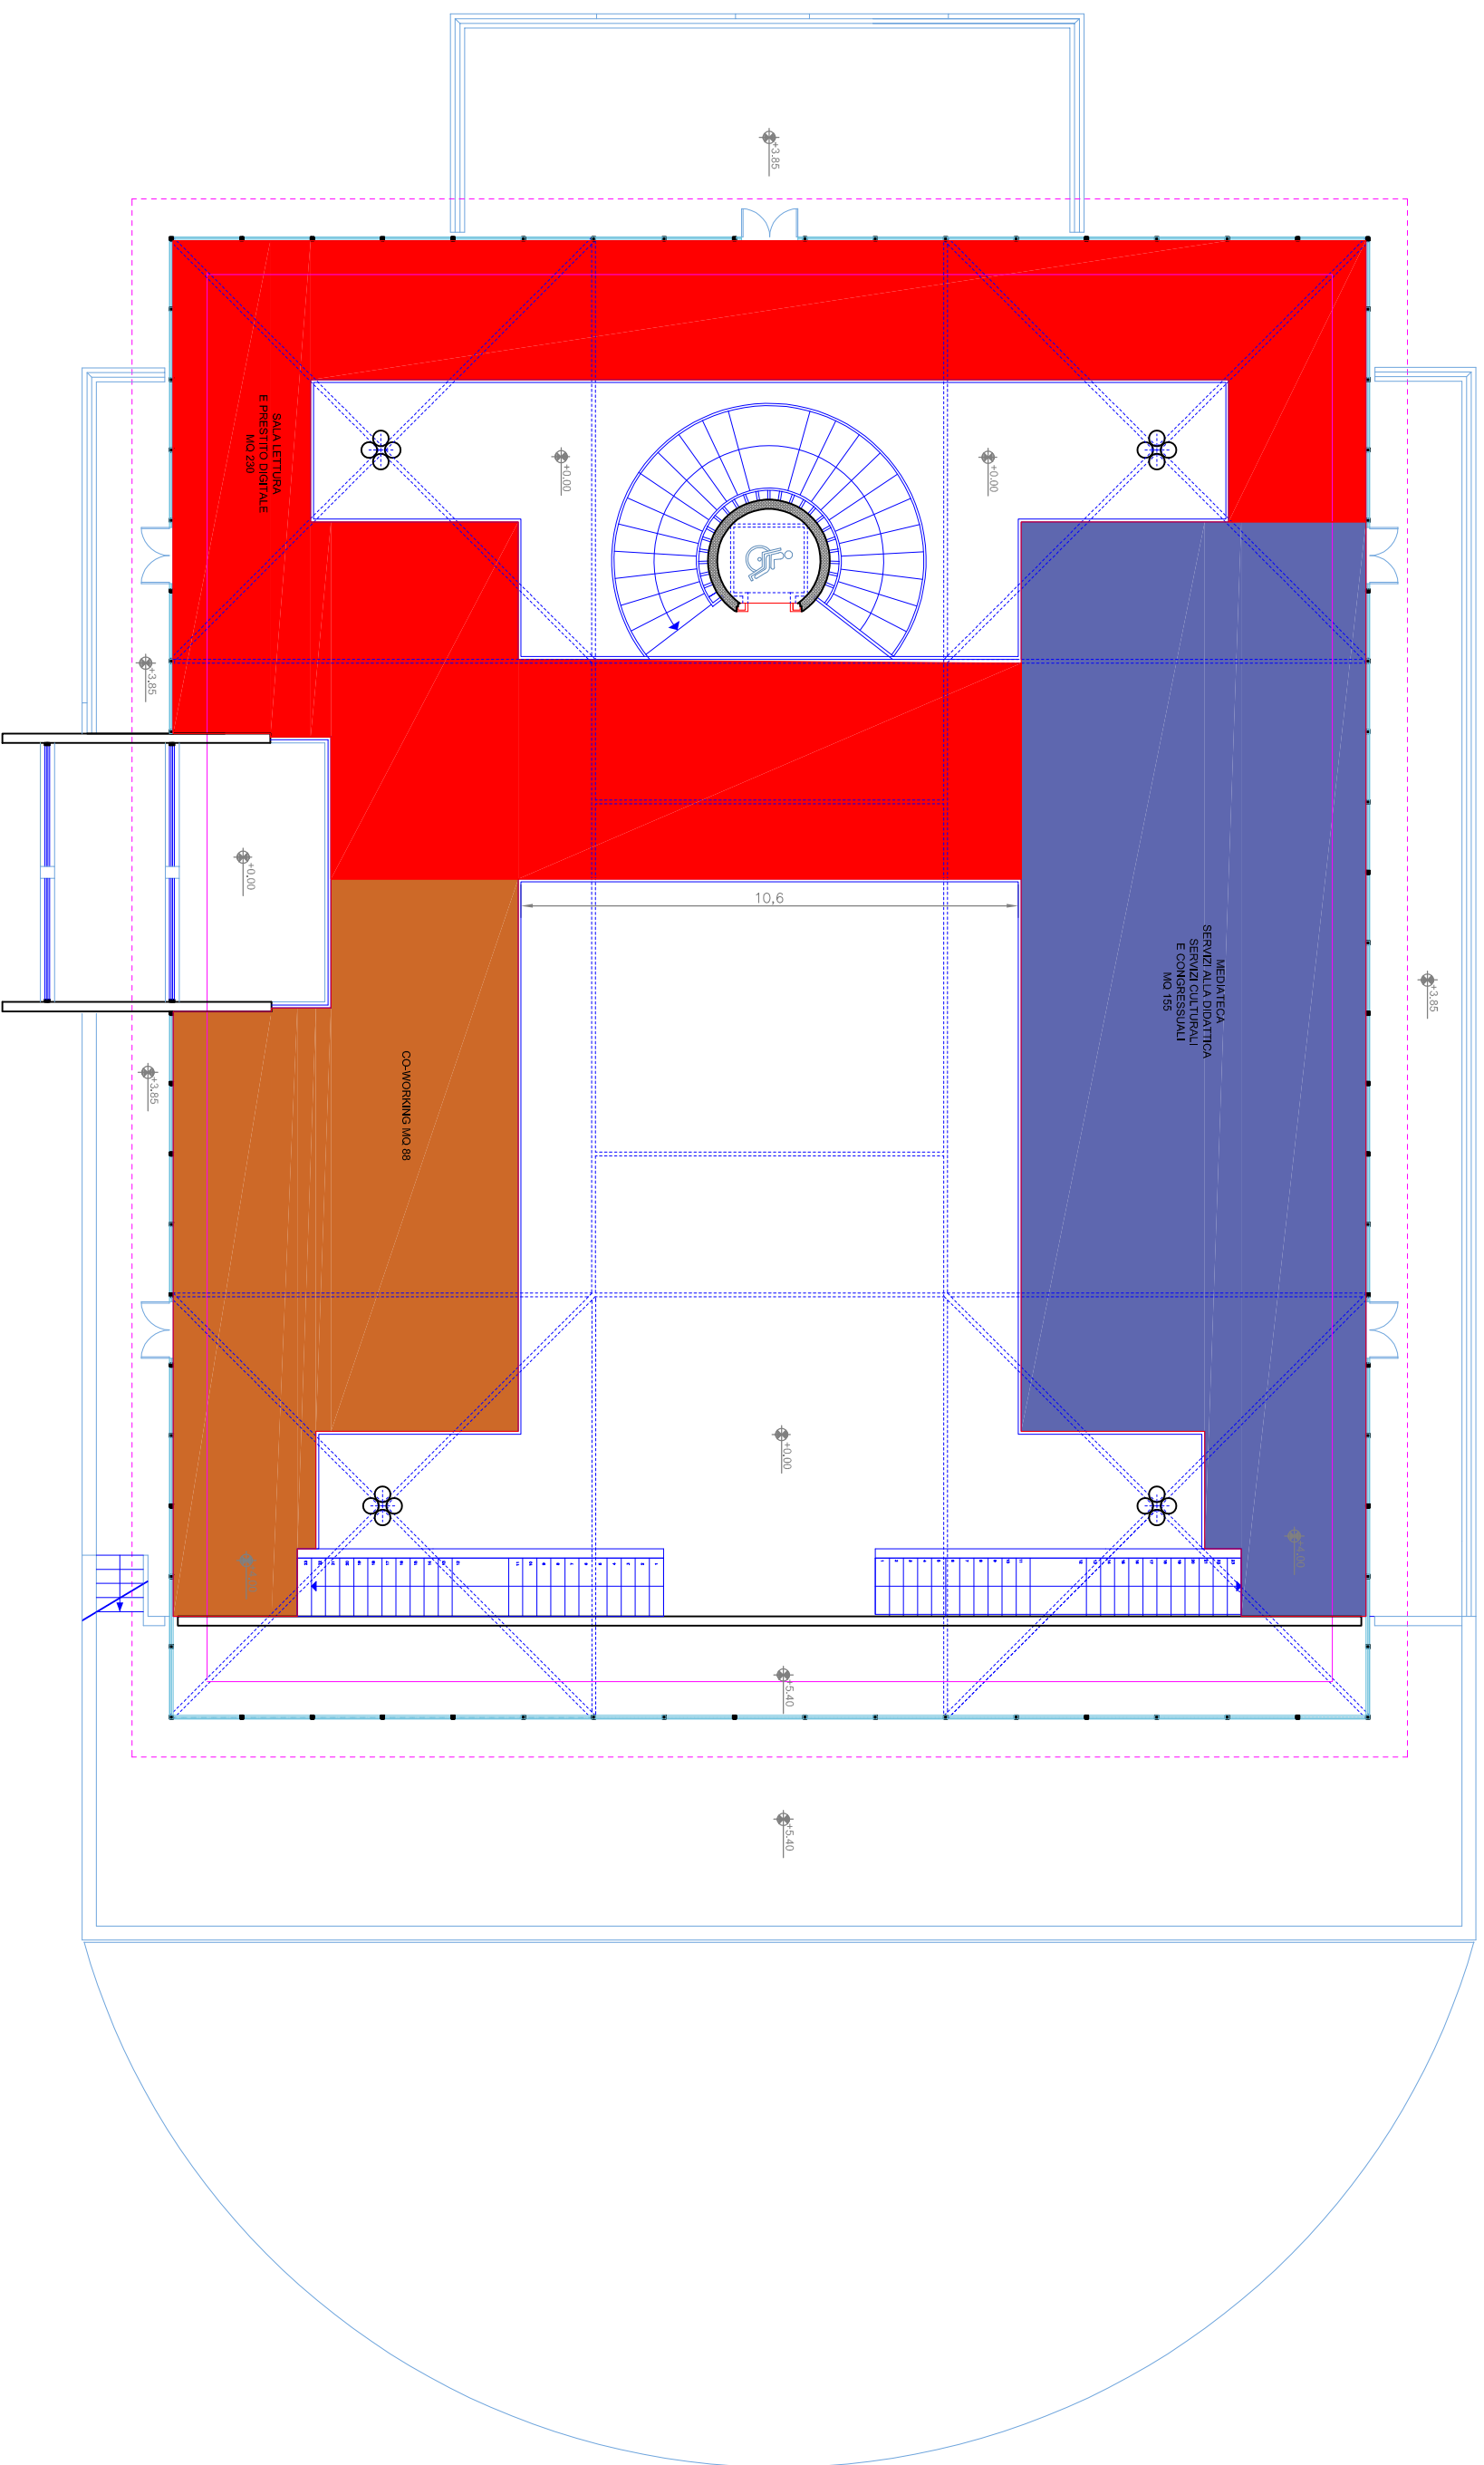 +3.85
SALA LETTURA
E PRESTITO DIGITALE
MQ 230
+0.00
+0.00
+3.85
+0.00
10,6
MEDIATECA
SERVIZI ALLA DIDATTICA
SERVIZI CULTURALI
E CONGRESSUALI
MQ 155
+3.85
+3.85
CO-WORKING MQ 88
+0.00
+4.00
+5.40
+5.40